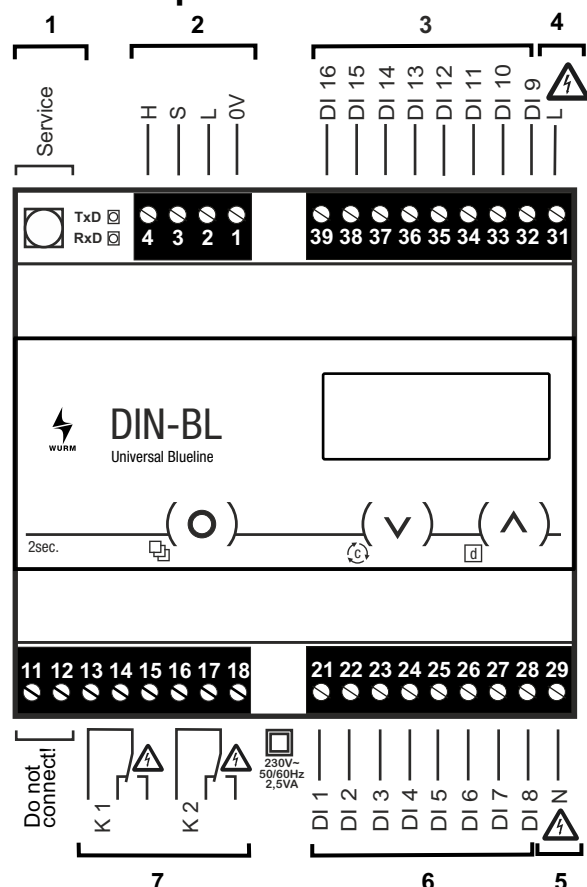 1 2 3 4
Service
H S L 0V
DI 16 DI 15 DI 14 DI 13 DI 12 DI 11 DI 10 DI 9 L
TxD
RxD
4 3 2 1
39 38 37 36 35 34 33 32 31
WURM
DIN-BL
Universal Blueline
2sec.
c
d
11 12 13 14 15 16 17 18
21 22 23 24 25 26 27 28 29
Do not
connect!
K1 K2
230V~
50/60Hz
2,5VA
DI 1 DI 2 DI 3 DI 4 DI 5 DI 6 DI 7 DI 8 N
7 6 5